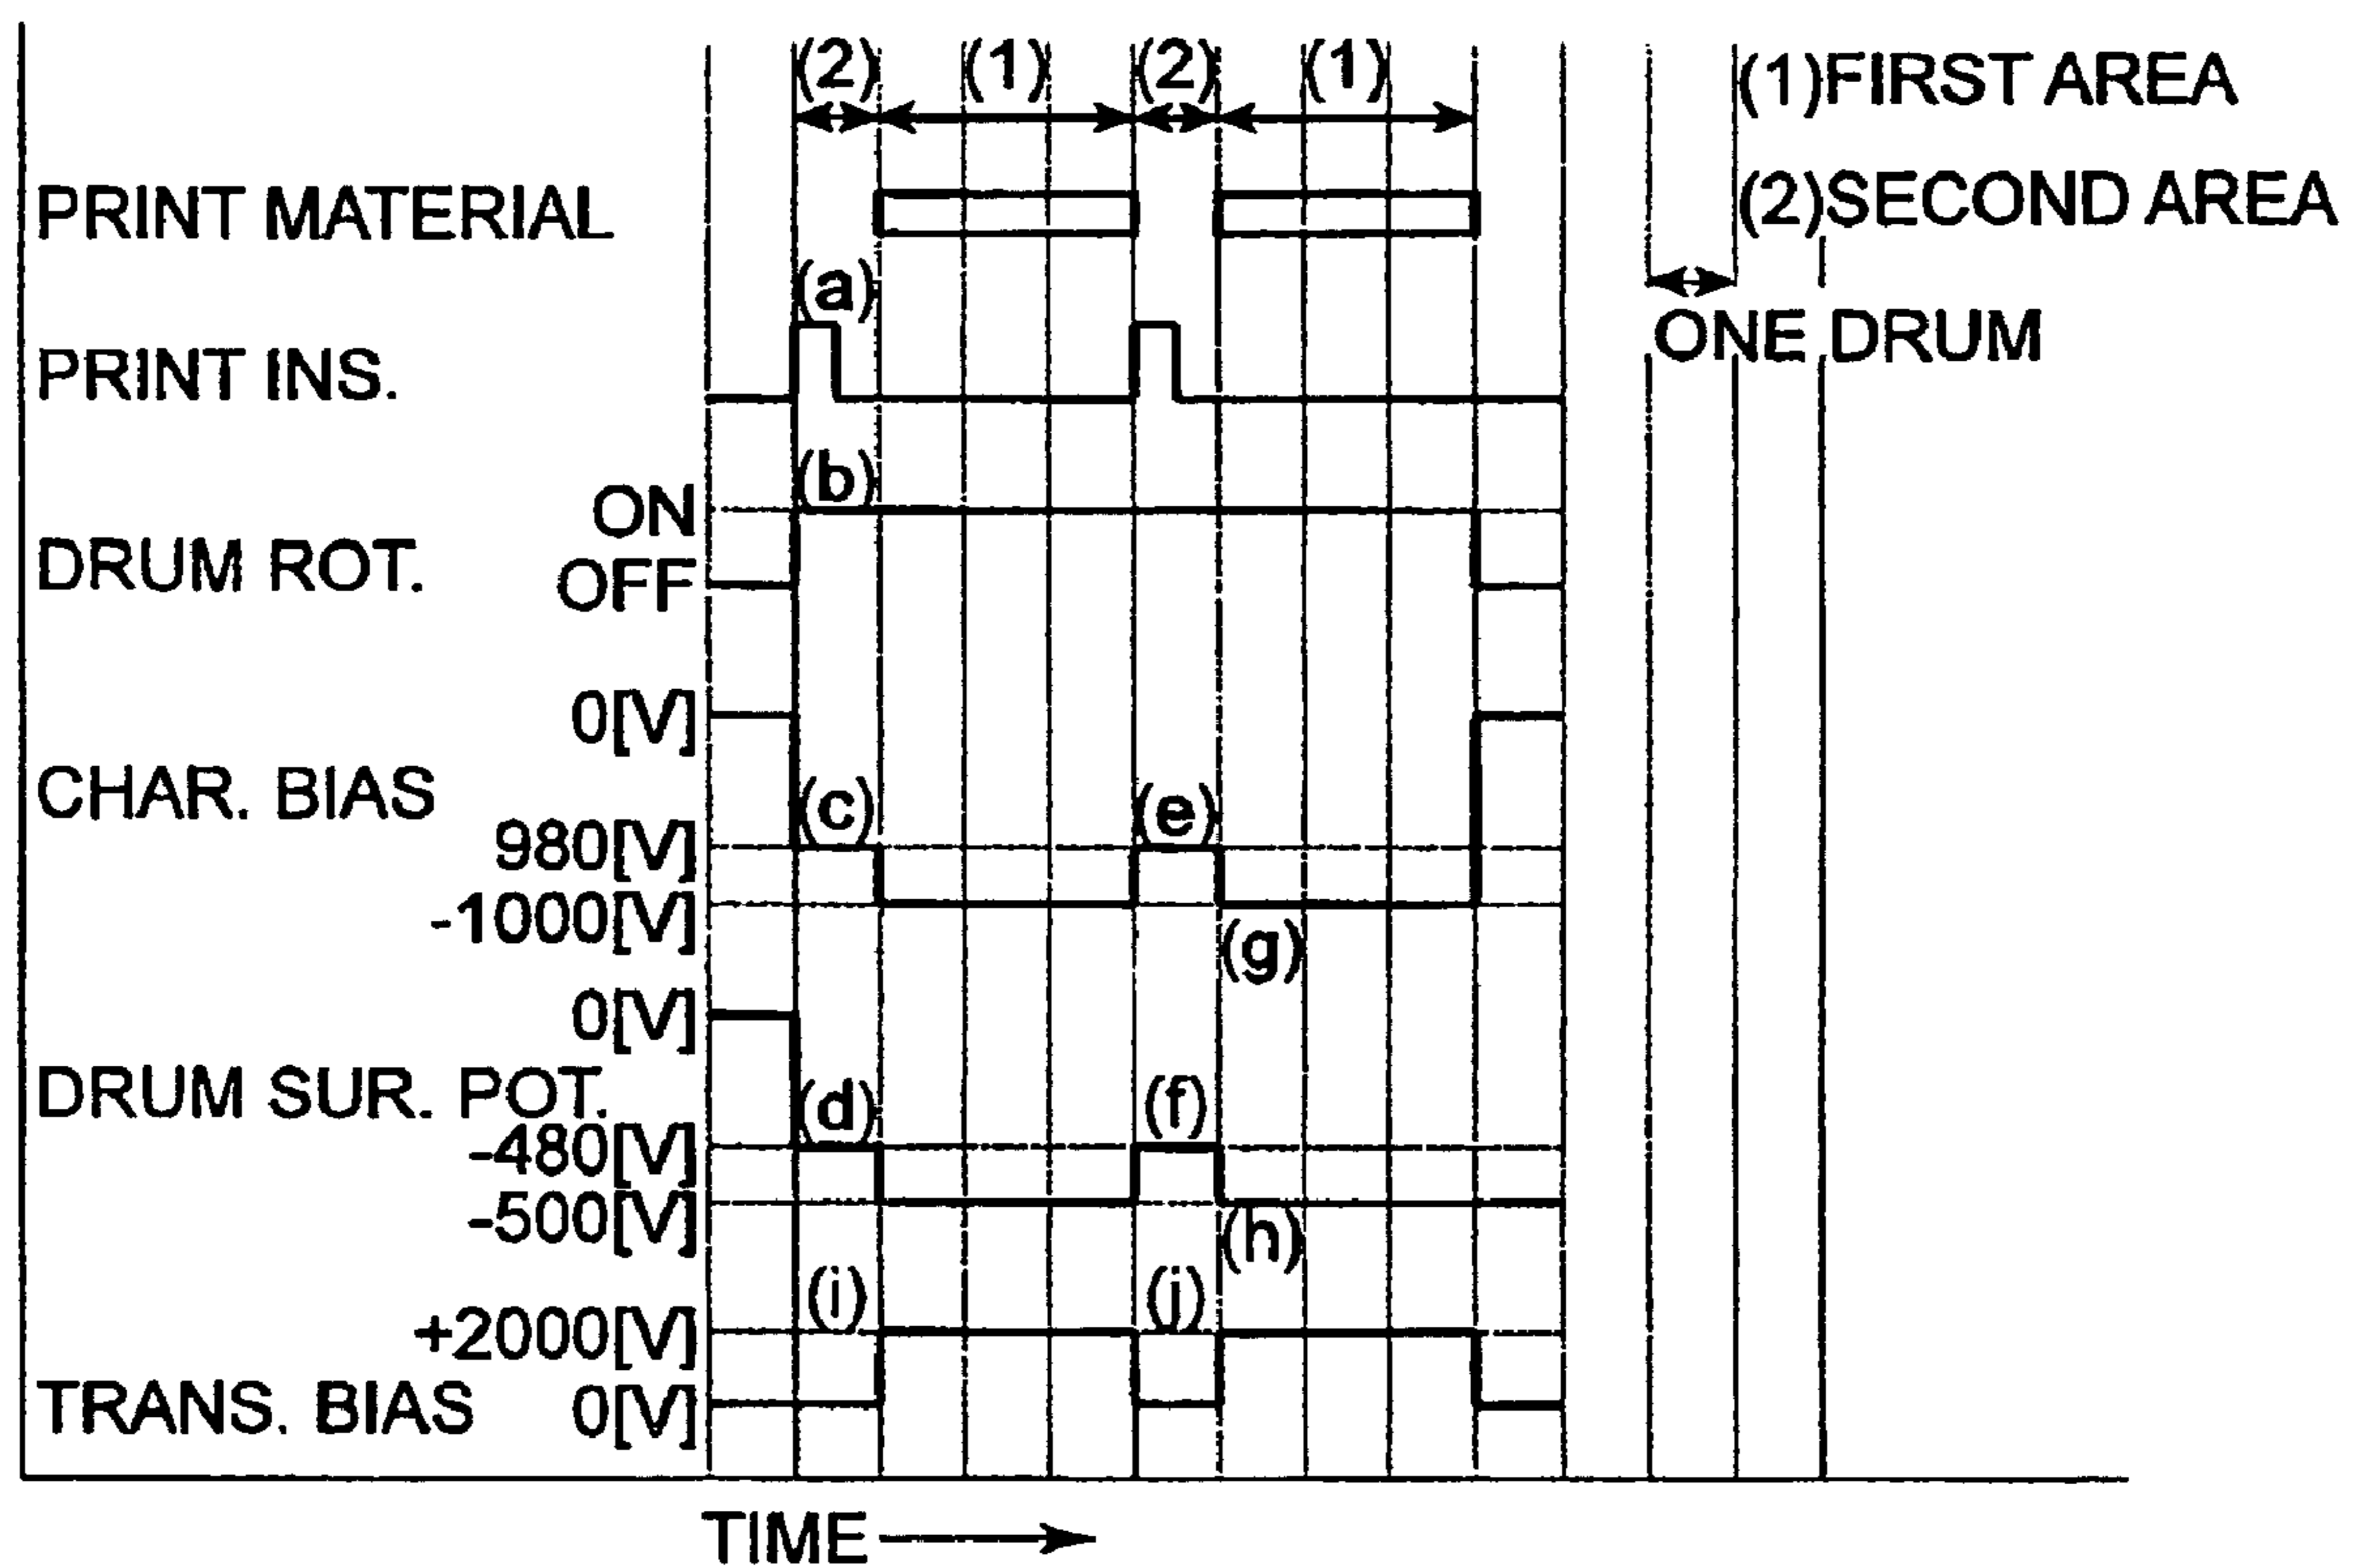 (2) (1) (2) (1)
(1)FIRST AREA
(2)SECOND AREA
ONE DRUM
PRINT MATERIAL
(a)
PRINT INS.
(b)
ON
DRUM ROT.
OFF
0[V]
CHAR. BIAS
(c) (e)
980[V]
-1000[V]
(g)
0[V]
DRUM SUR. POT.
(d) (f)
-480[V]
-500[V]
(h)
(i) (j)
+2000[V]
TRANS. BIAS
0[V]
TIME